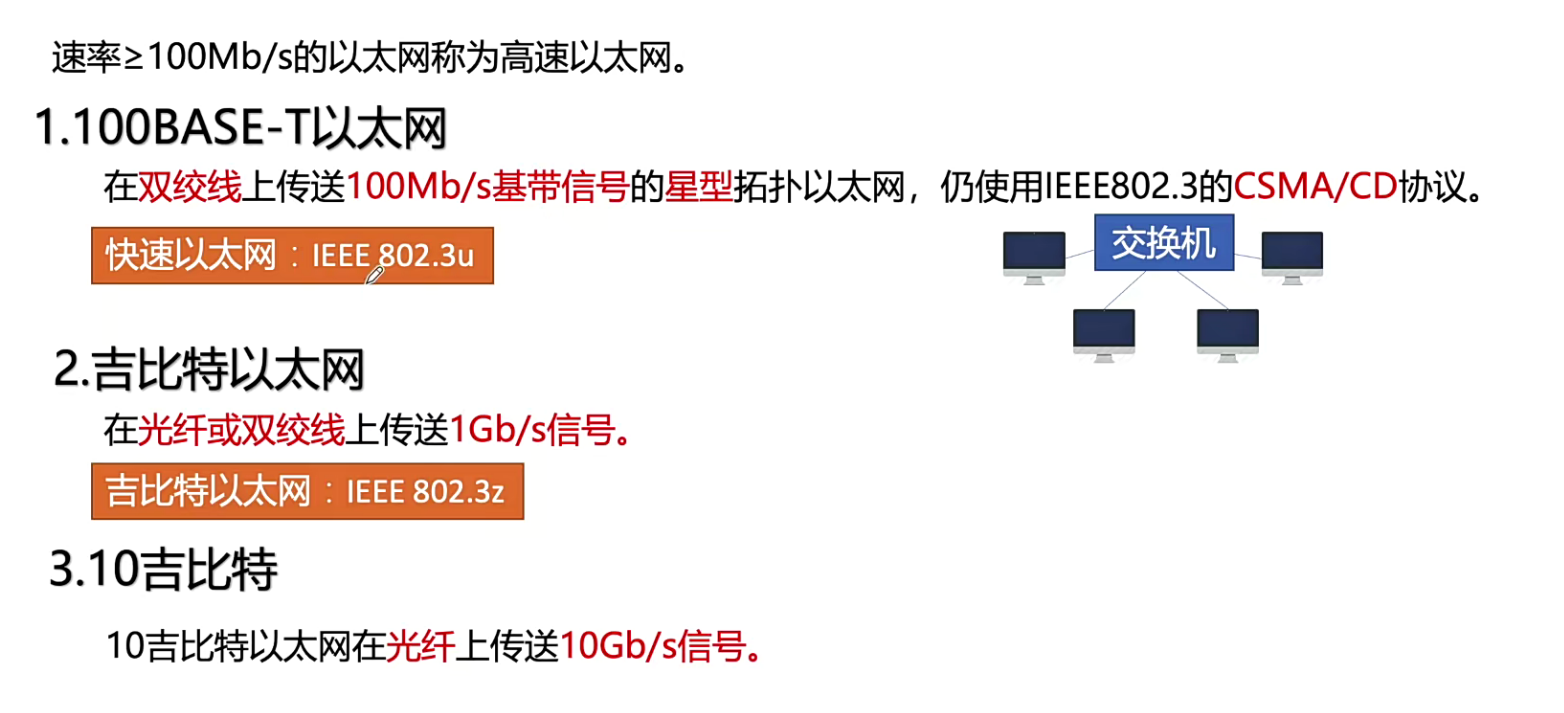 速率≥100Mb/s的以太网称为高速以太网。
1.100BASE-T以太网
在双绞线上传送100Mb/s基带信号的星型拓扑以太网，仍使用IEEE802.3的CSMA/CD协议。
快速以太网：IEEE 802.3u
交换机
2.吉比特以太网
在光纤或双绞线上传送1Gb/s信号。
吉比特以太网：IEEE 802.3z
3.10吉比特
10吉比特以太网在光纤上传送10Gb/s信号。